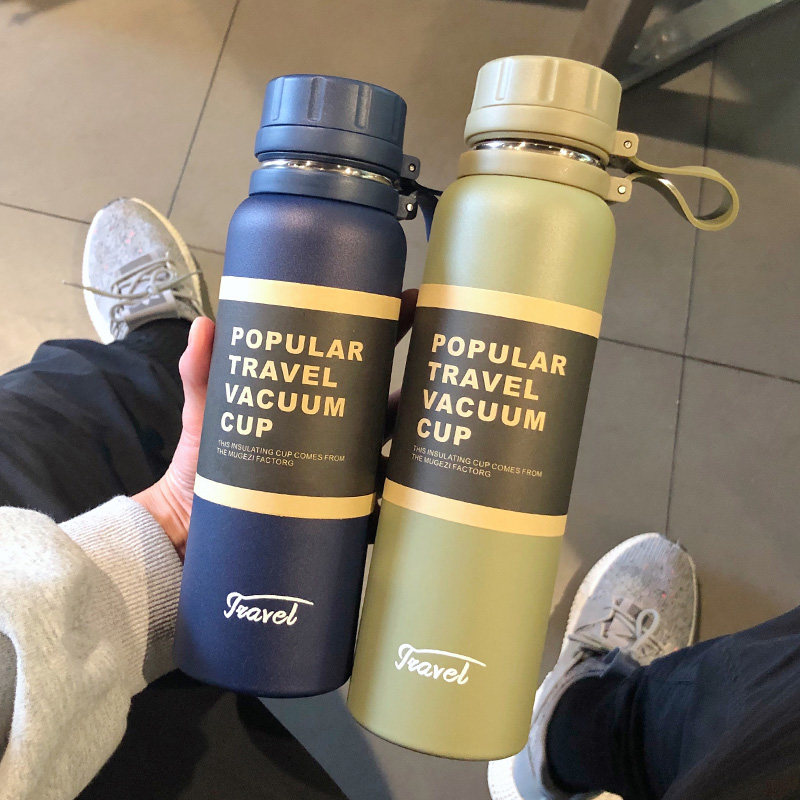 POPULAR
TRAVEL
VACUUM
CUP
THIS INSULATING CUP COMES FROM
THE MUGEZI FACTORG
Travel
POPULAR
TRAVEL
VACUUM
CUP
THIS INSULATING CUP COMES FROM
THE MUGEZI FACTORG
Travel